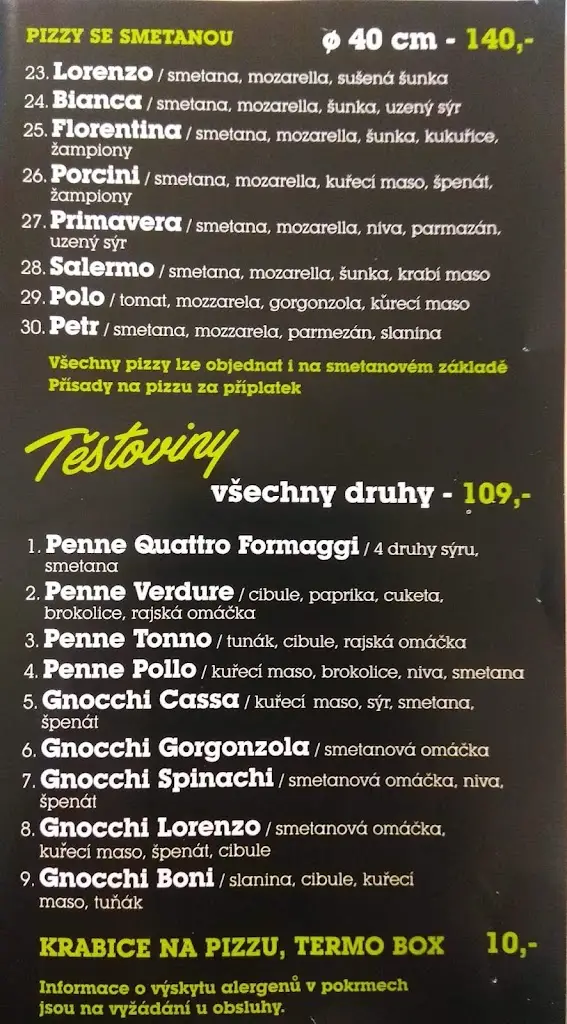 PIZZY SE SMETANOU ø 40 cm - 140,-
23. Lorenzo / smetana, mozarella, sušená šunka
24. Bianca / smetana, mozarella, šunka, uzený sýr
25. Florentina / smetana, mozarella, šunka, kukuřice,
žampiony
26. Porcini / smetana, mozarella, kuřecí maso, špenát,
žampiony
27. Primavera / smetana, mozarella, niva, parmazán,
uzený sýr
28. Salermo / smetana, mozarella, šunka, krabí maso
29. Polo / tomat, mozzarela, gorgonzola, kůrecí maso
30. Petr / smetana, mozzarela, parmezán, slanina
Všechny pizzy lze objednat i na smetanovém základě
Přísady na pizzu za příplatek
Těstoviny
všechny druhy - 109,-
1. Penne Quattro Formaggi / 4 druhy sýru,
smetana
2. Penne Verdure / cibule, paprika, cuketa,
brokolice, rajská omáčka
3. Penne Tonno / tunák, cibule, rajská omáčka
4. Penne Pollo / kuřecí maso, brokolice, niva, smetana
5. Gnocchi Cassa / kuřecí maso, sýr, smetana,
špenát
6. Gnocchi Gorgonzola / smetanová omáčka
7. Gnocchi Spinachi / smetanová omáčka, niva,
špenát
8. Gnocchi Lorenzo / smetanová omáčka,
kuřecí maso, špenát, cibule
9. Gnocchi Boni / slanina, cibule, kuřecí
maso, tuňák
KRABICE NA PIZZU, TERMO BOX 10,-
Informace o výskytu alergenů v pokrmech
jsou na vyžádání u obsluhy.